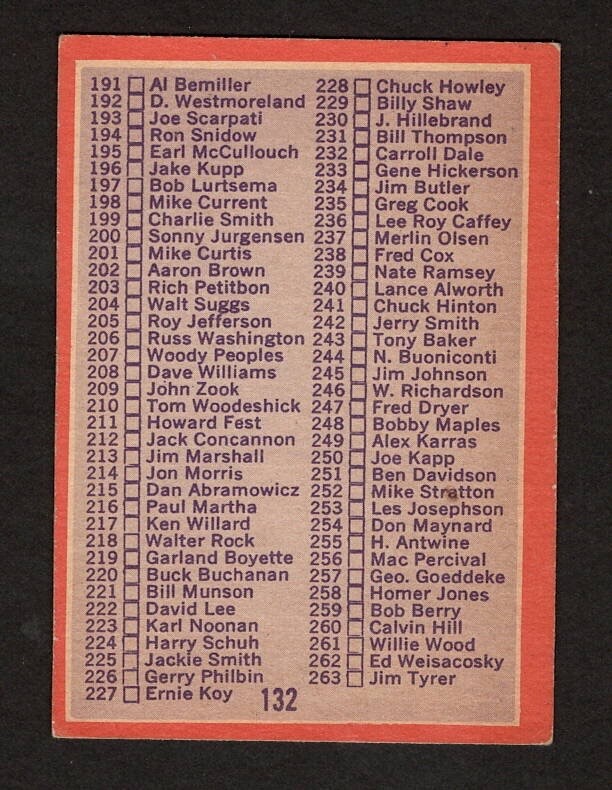 191 Al Bemiller
192 D. Westmoreland
193 Joe Scarpati
194 Ron Snidow
195 Earl McCullouch
196 Jake Kupp
197 Bob Lurtsema
198 Mike Current
199 Charlie Smith
200 Sonny Jurgensen
201 Mike Curtis
202 Aaron Brown
203 Rich Petitbon
204 Walt Suggs
205 Roy Jefferson
206 Russ Washington
207 Woody Peoples
208 Dave Williams
209 John Zook
210 Tom Woodeshick
211 Howard Fest
212 Jack Concannon
213 Jim Marshall
214 Jon Morris
215 Dan Abramowicz
216 Paul Martha
217 Ken Willard
218 Walter Rock
219 Garland Boyette
220 Buck Buchanan
221 Bill Munson
222 David Lee
223 Karl Noonan
224 Harry Schuh
225 Jackie Smith
226 Gerry Philbin
227 Ernie Koy
228 Chuck Howley
229 Billy Shaw
230 J. Hillebrand
231 Bill Thompson
232 Carroll Dale
233 Gene Hickerson
234 Jim Butler
235 Greg Cook
236 Lee Roy Caffey
237 Merlin Olsen
238 Fred Cox
239 Nate Ramsey
240 Lance Alworth
241 Chuck Hinton
242 Jerry Smith
243 Tony Baker
244 N. Buoniconti
245 Jim Johnson
246 W. Richardson
247 Fred Dryer
248 Bobby Maples
249 Alex Karras
250 Joe Kapp
251 Ben Davidson
252 Mike Stratton
253 Les Josephson
254 Don Maynard
255 H. Antwine
256 Mac Percival
257 Geo. Goeddeke
258 Homer Jones
259 Bob Berry
260 Calvin Hill
261 Willie Wood
262 Ed Weisacosky
263 Jim Tyrer
132